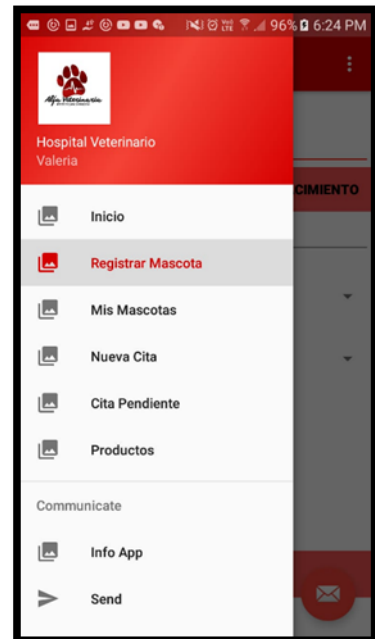 96% 6:24 PM
Hospital Veterinario
Valeria
CIMIENTO
Inicio
Registrar Mascota
Mis Mascotas
Nueva Cita
Cita Pendiente
Productos
Communicate
Info App
Send